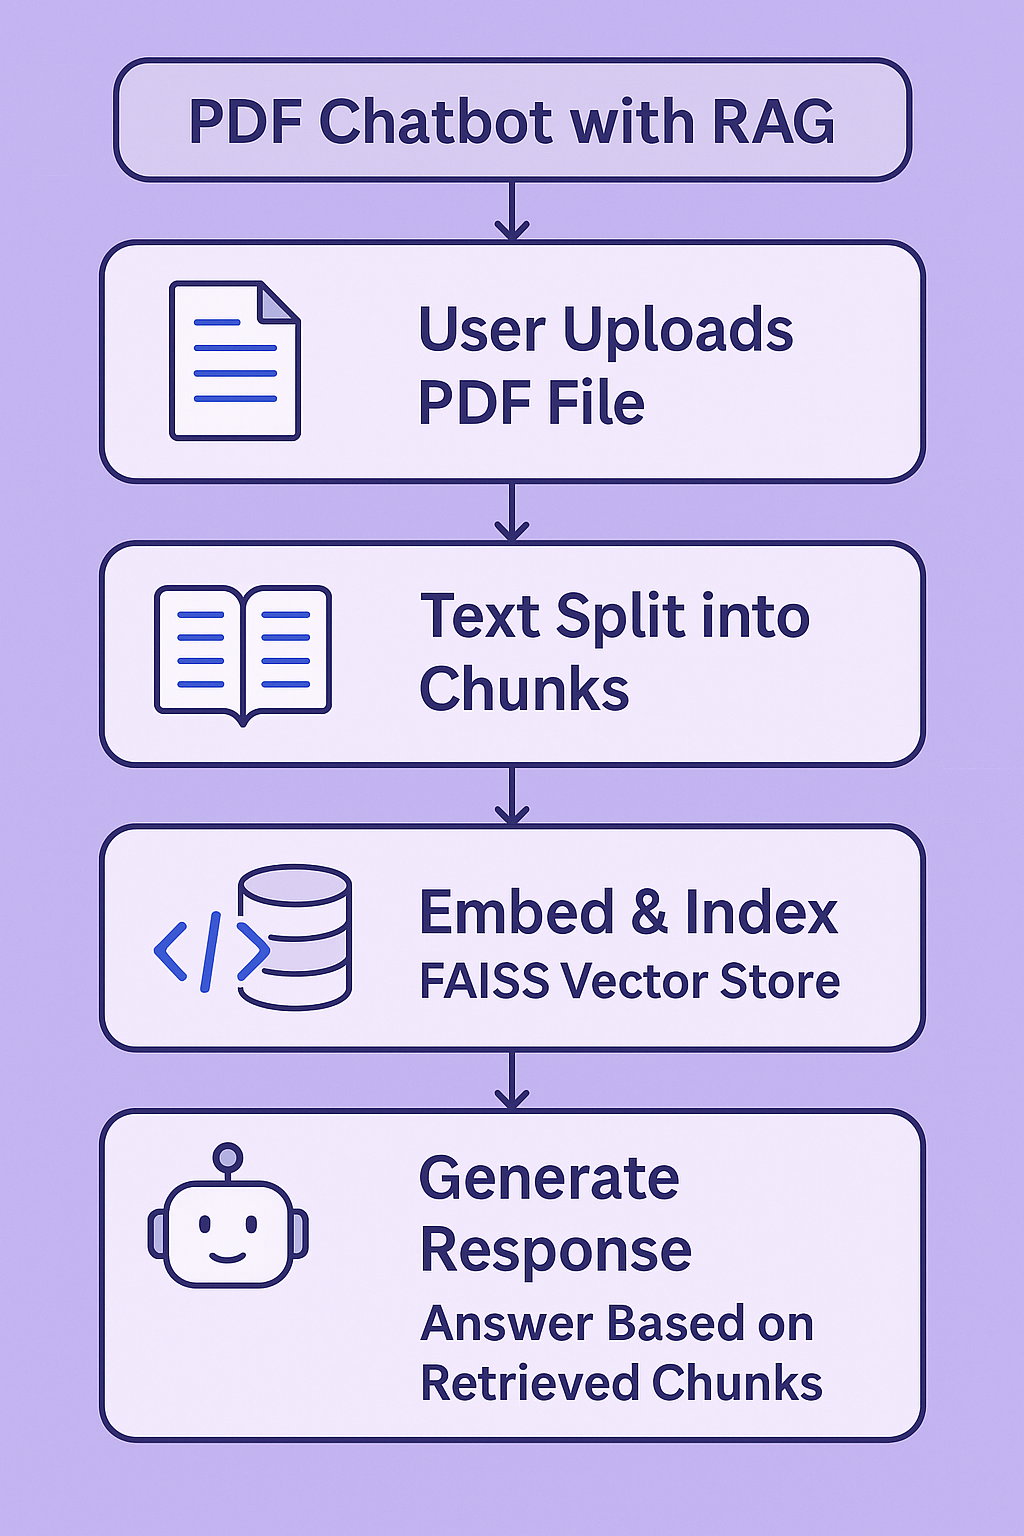 PDF Chatbot with RAG
User Uploads
PDF File
Text Split into
Chunks
</>
Embed & Index
FAISS Vector Store
Generate
Response
Answer Based on
Retrieved Chunks